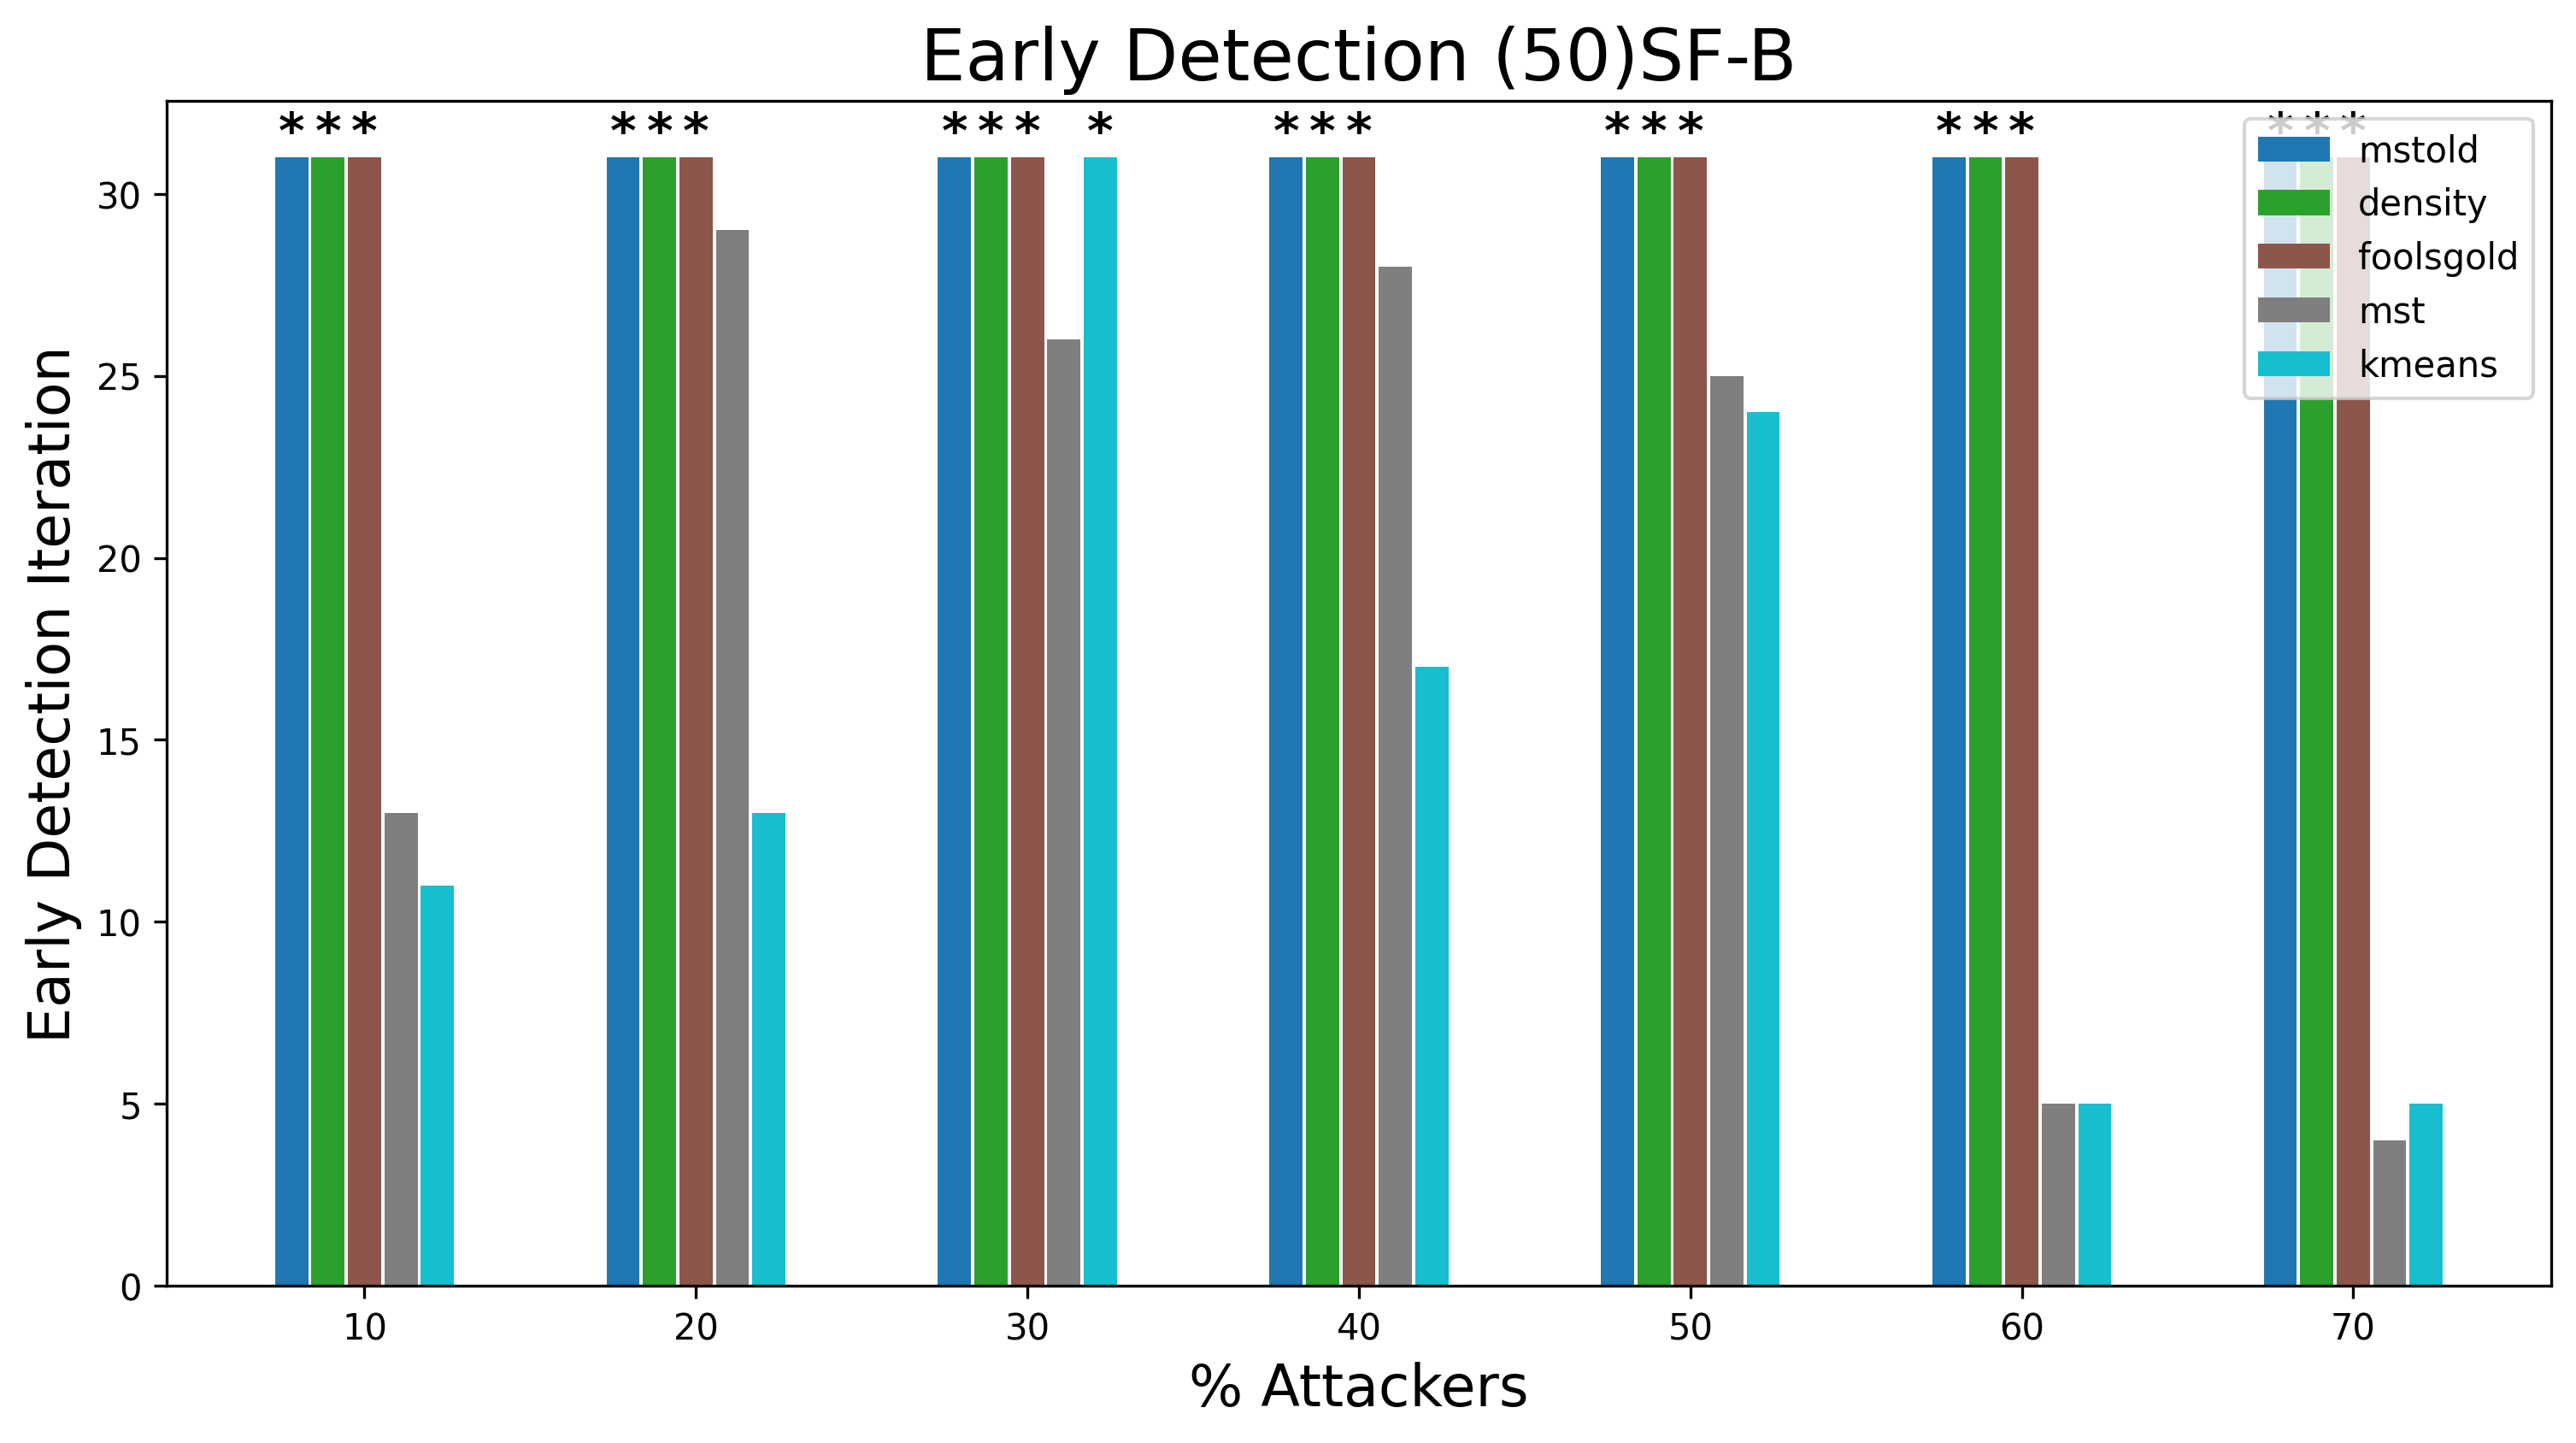 Early Detection (50)SF-B
* * *
* * *
* * * *
* * *
* * *
* * *
* * *
mstold
density
foolsgold
mst
kmeans
Early Detection Iteration
30
25
20
15
10
5
0
10 20 30 40 50 60 70
% Attackers